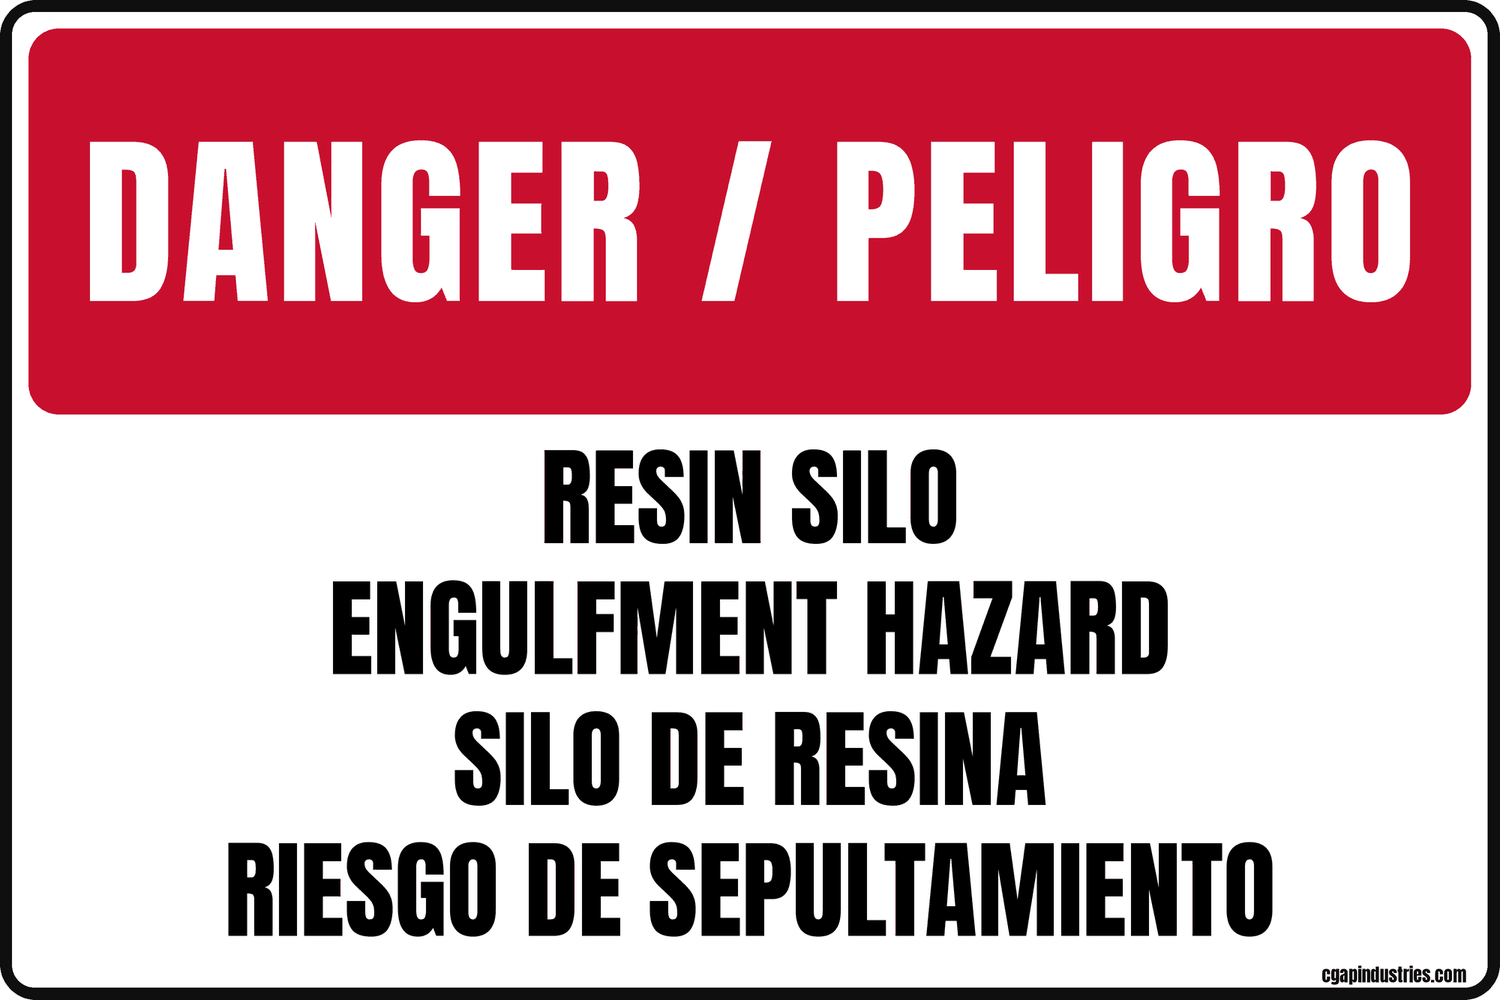 DANGER / PELIGRO
RESIN SILO
ENGULFMENT HAZARD
SILO DE RESINA
RIESGO DE SEPULTAMIENTO
cgapindustries.com